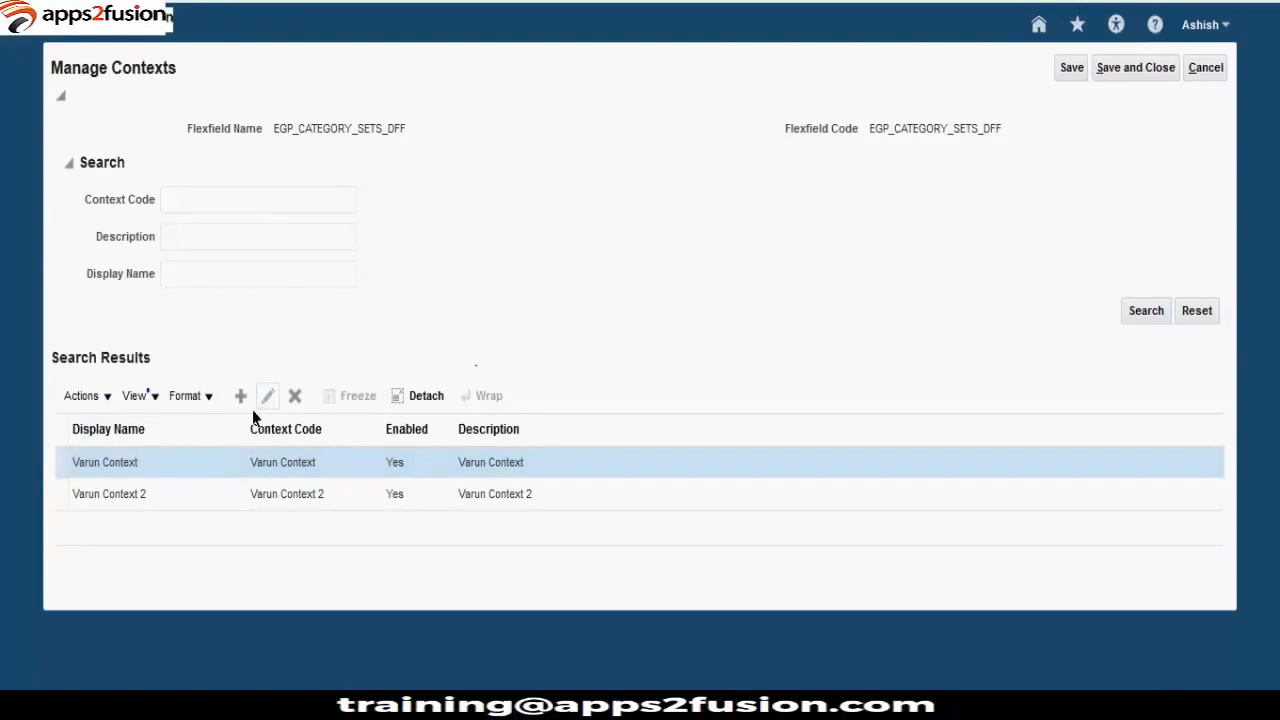 apps2fusion
Ashish
Manage Contexts
Save
Save and Close
Cancel
Flexfield Name EGP_CATEGORY_SETS_DFF
Flexfield Code EGP_CATEGORY_SETS_DFF
Search
Context Code
Description
Display Name
Search
Reset
Search Results
Actions View Format Freeze Detach Wrap
Display Name Context Code Enabled Description
Varun Context Varun Context Yes Varun Context
Varun Context 2 Varun Context 2 Yes Varun Context 2
training@apps2fusion.com